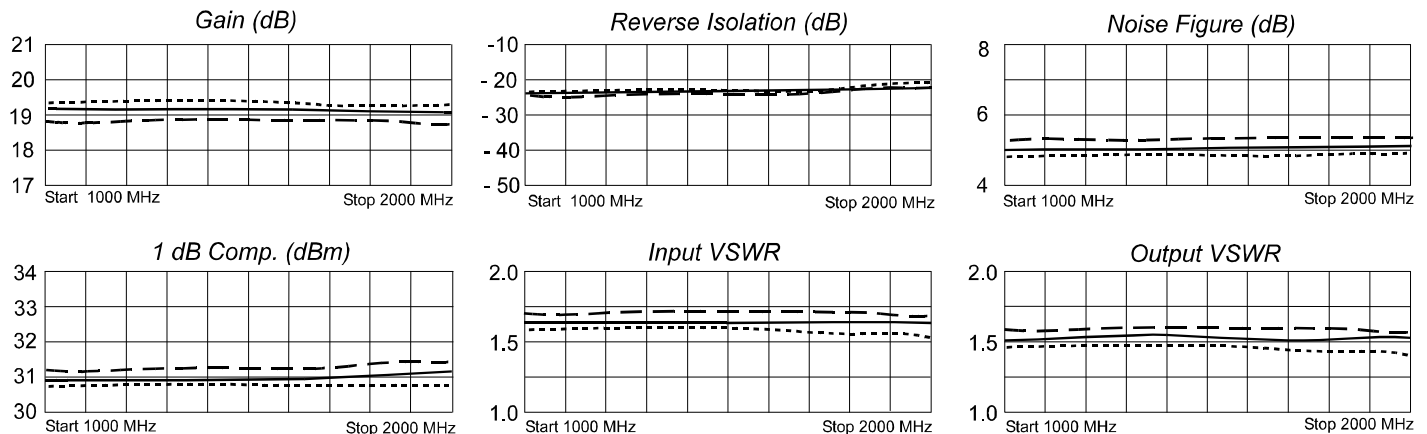 Gain (dB)
21
20
19
18
17
Start 1000 MHz
Stop 2000 MHz
Reverse Isolation (dB)
-10
- 20
- 30
- 40
- 50
Start 1000 MHz
Stop 2000 MHz
Noise Figure (dB)
8
6
4
Start 1000 MHz
Stop 2000 MHz
1 dB Comp. (dBm)
34
33
32
31
30
Start 1000 MHz
Stop 2000 MHz
Input VSWR
2.0
1.5
1.0
Start 1000 MHz
Stop 2000 MHz
Output VSWR
2.0
1.5
1.0
Start 1000 MHz
Stop 2000 MHz